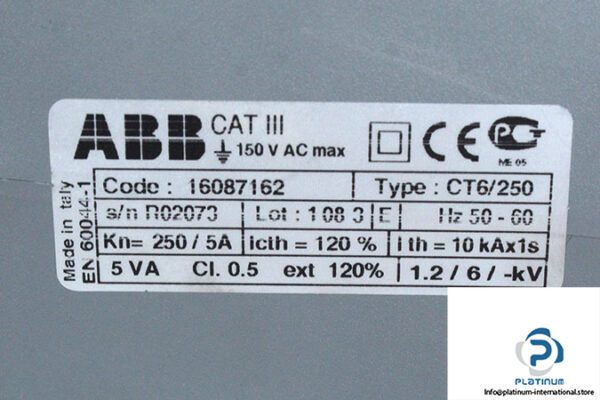 ABB CAT III
150 V AC max
CE PG
ME 05
Made in Italy
EN 60044-1
Code : 16087162 Type : CT6/250
s/n R02073 Lot : 108 3 E Hz 50 - 60
Kn= 250 / 5A Icth = 120 % I th = 10 kAx1s
5 VA Cl. 0.5 ext 120% 1.2 / 6 / -kV
PLATINUM
Info@platinum-international.store